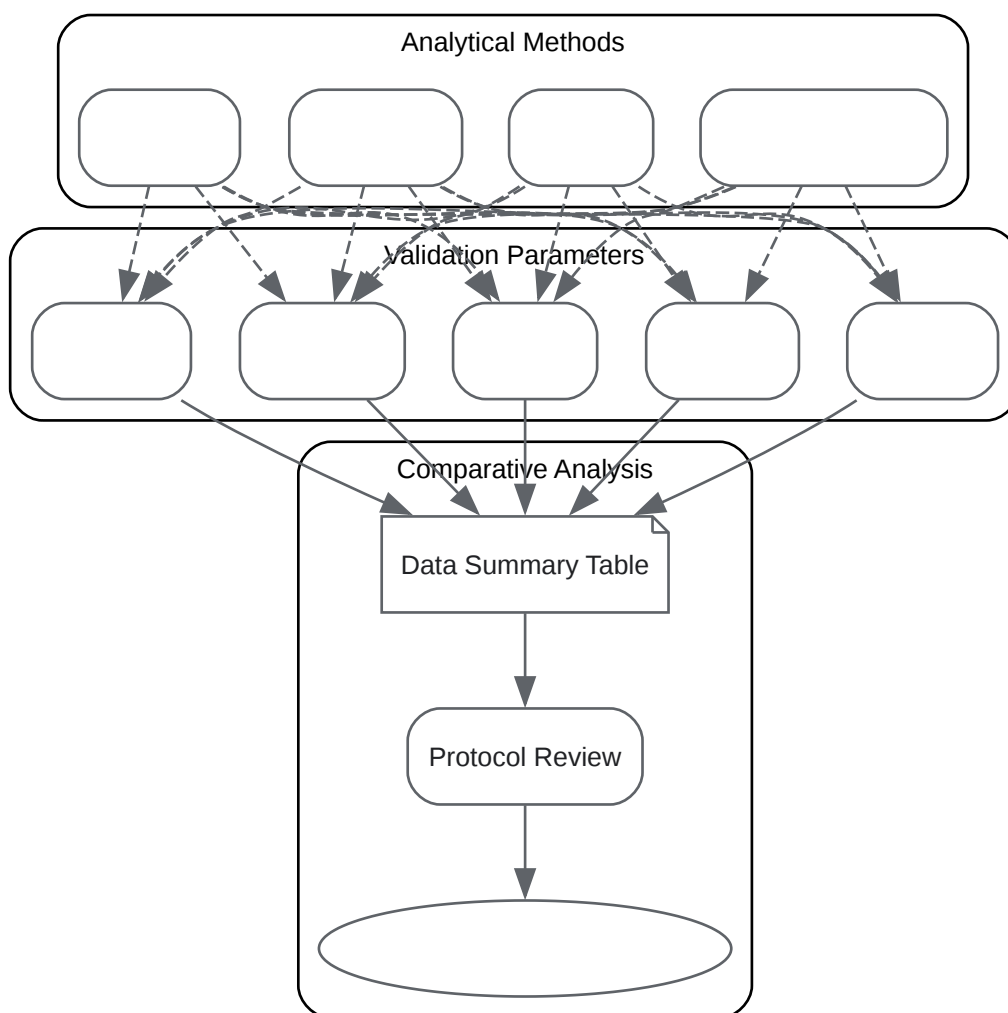 Analytical Methods
Validation Parameters
Comparative Analysis
Data Summary Table
Protocol Review